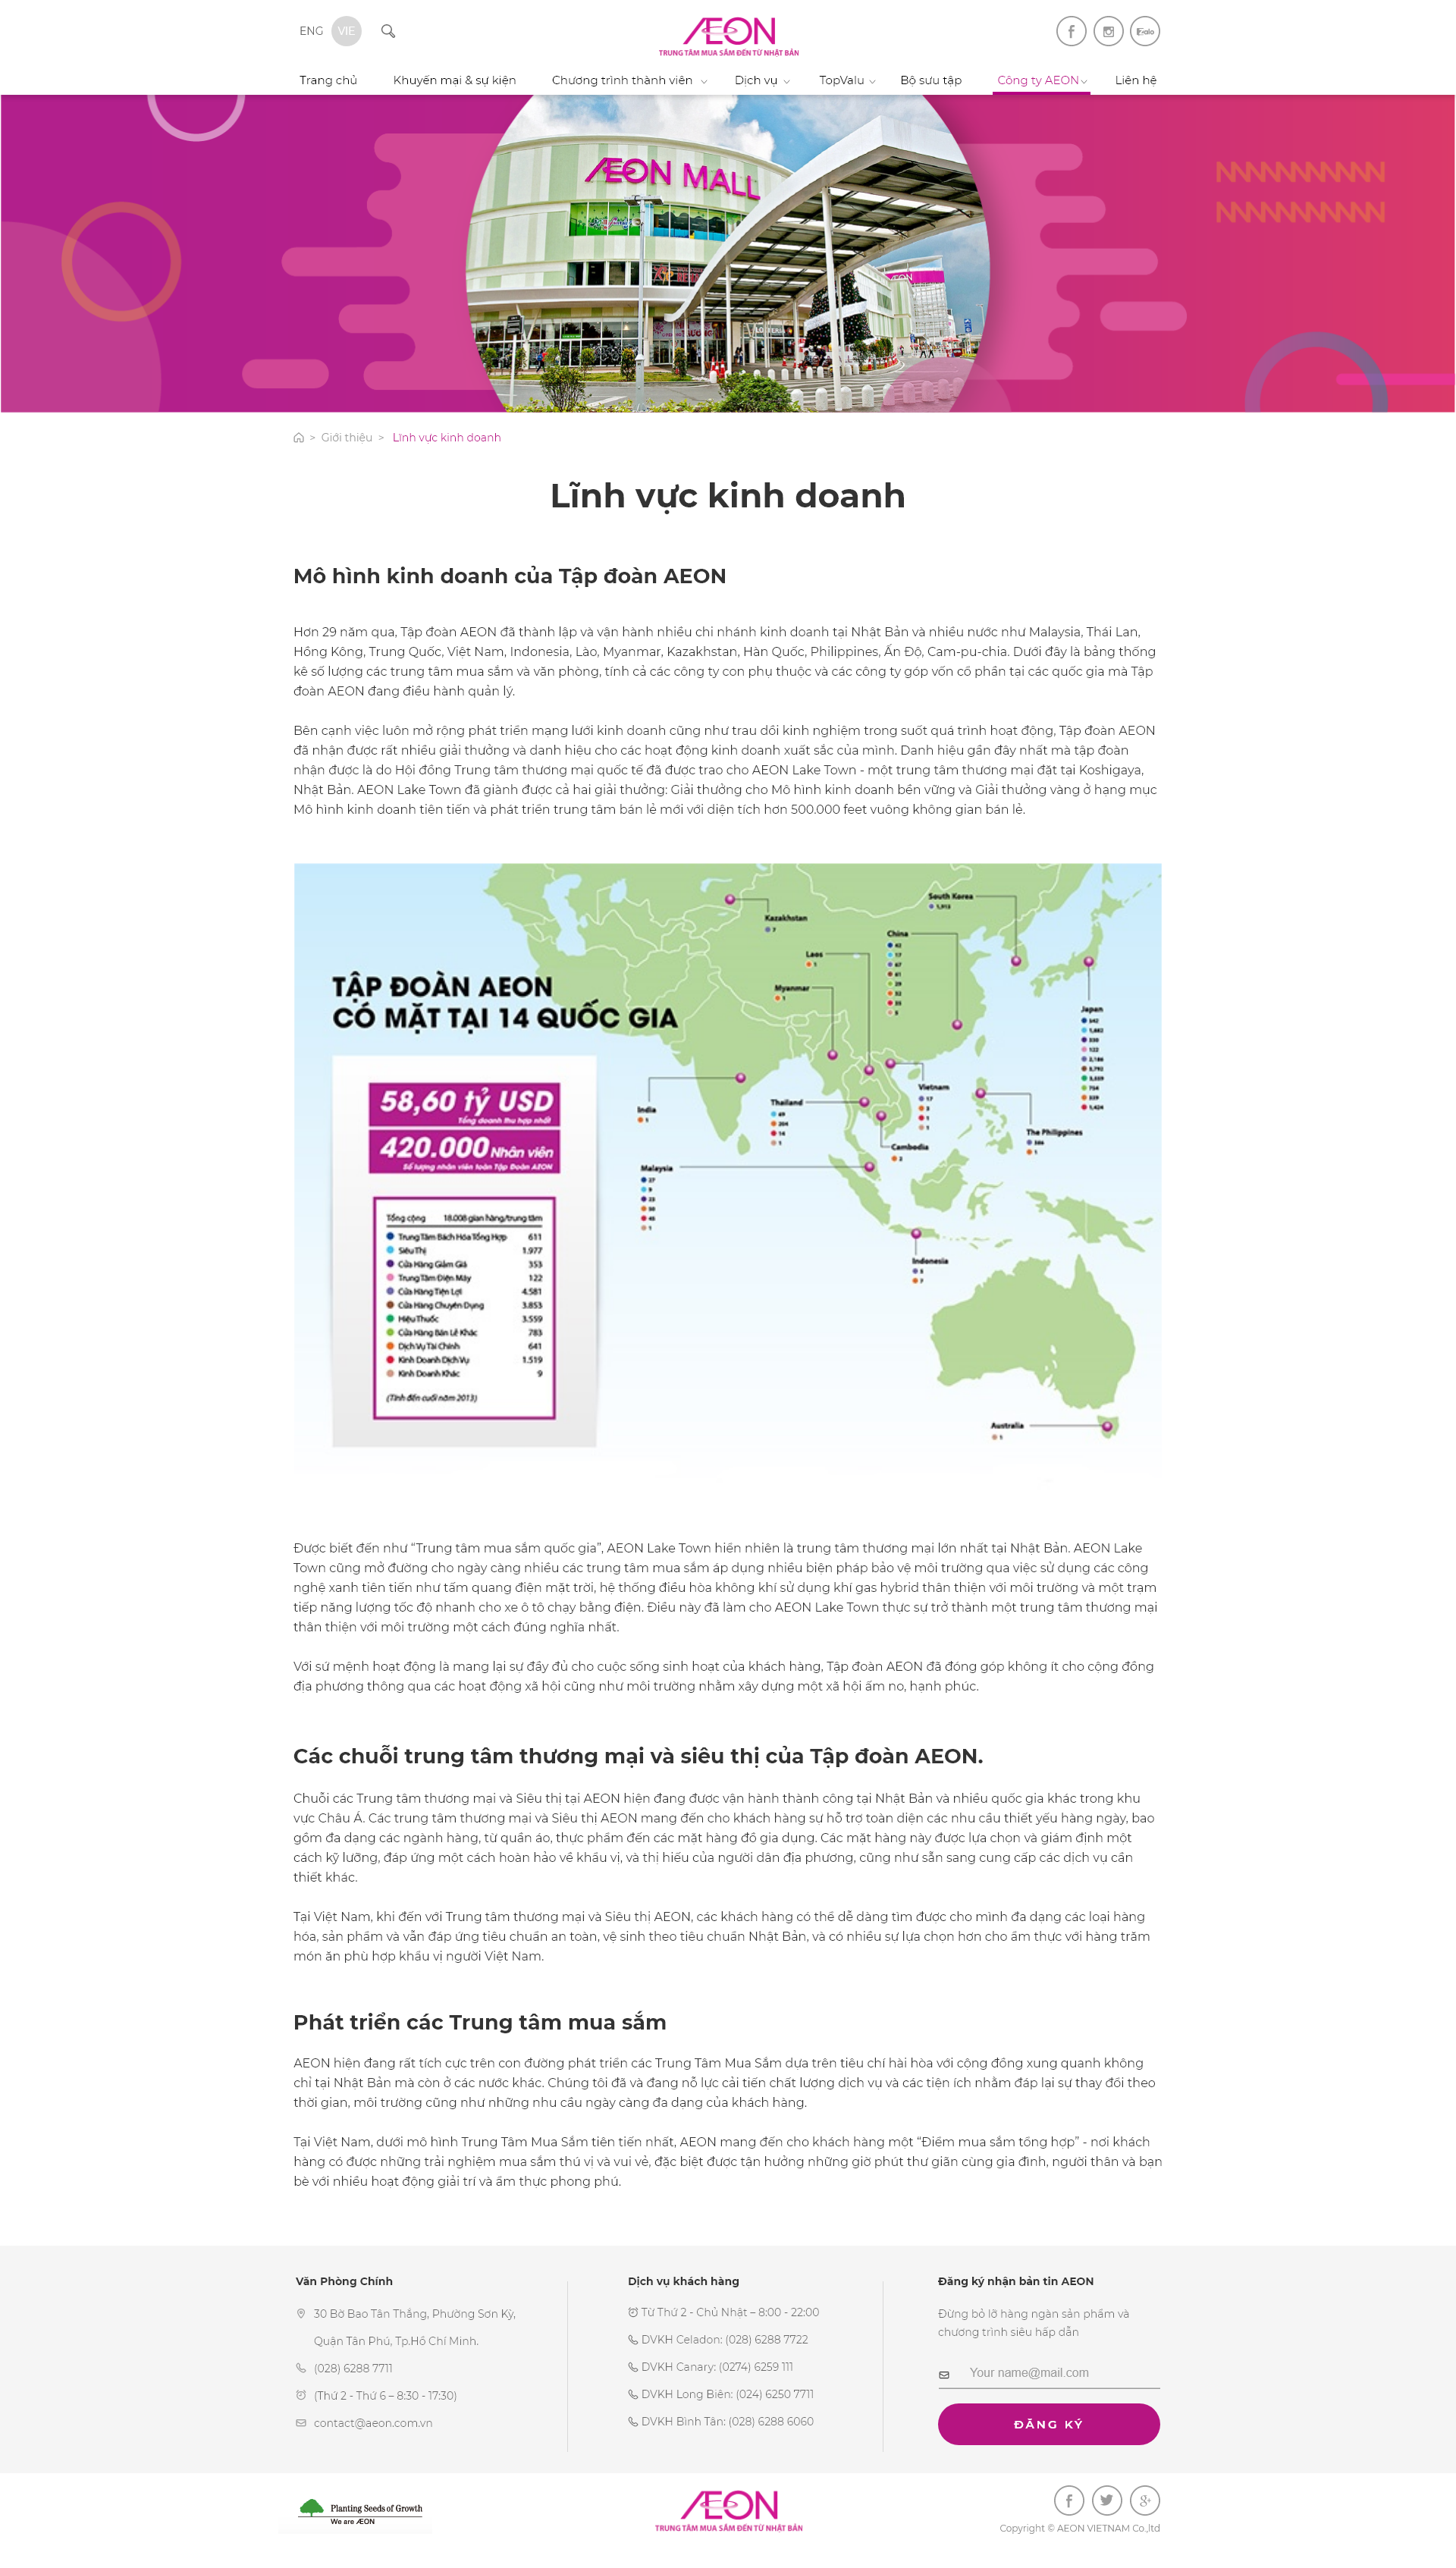 ENG VIE
ÆON
TRUNG TÂM MUA SẮM ĐẾN TỪ NHẬT BẢN
Zalo
Trang chủ Khuyến mại & sự kiện Chương trình thành viên Dịch vụ TopValu Bộ sưu tập Công ty AEON Liên hệ
ÆON MALL
ÆON
> Giới thiệu > Lĩnh vực kinh doanh
Lĩnh vực kinh doanh
Mô hình kinh doanh của Tập đoàn AEON
Hơn 29 năm qua, Tập đoàn AEON đã thành lập và vận hành nhiều chi nhánh kinh doanh tại Nhật Bản và nhiều nước như Malaysia, Thái Lan,
Hồng Kông, Trung Quốc, Việt Nam, Indonesia, Lào, Myanmar, Kazakhstan, Hàn Quốc, Philippines, Ấn Độ, Cam-pu-chia. Dưới đây là bảng thống
kê số lượng các trung tâm mua sắm và văn phòng, tính cả các công ty con phụ thuộc và các công ty góp vốn cổ phần tại các quốc gia mà Tập
đoàn AEON đang điều hành quản lý.
Bên cạnh việc luôn mở rộng phát triển mạng lưới kinh doanh cũng như trau dồi kinh nghiệm trong suốt quá trình hoạt động, Tập đoàn AEON
đã nhận được rất nhiều giải thưởng và danh hiệu cho các hoạt động kinh doanh xuất sắc của mình. Danh hiệu gần đây nhất mà tập đoàn
nhận được là do Hội đồng Trung tâm thương mại quốc tế đã được trao cho AEON Lake Town - một trung tâm thương mại đặt tại Koshigaya,
Nhật Bản. AEON Lake Town đã giành được cả hai giải thưởng: Giải thưởng cho Mô hình kinh doanh bền vững và Giải thưởng vàng ở hạng mục
Mô hình kinh doanh tiên tiến và phát triển trung tâm bán lẻ mới với diện tích hơn 500.000 feet vuông không gian bán lẻ.
TẬP ĐOÀN AEON
CÓ MẶT TẠI 14 QUỐC GIA
58,60 tỷ USD
Tổng doanh thu hợp nhất
420.000 Nhân viên
Số lượng nhân viên toàn Tập Đoàn AEON
Tổng cộng 18.008 gian hàng/trung tâm
Trung Tâm Bách Hóa Tổng Hợp 611
Siêu Thị 1.977
Cửa Hàng Giảm Giá 353
Trung Tâm Điện Máy 122
Cửa Hàng Tiện Lợi 4.581
Cửa Hàng Chuyên Dụng 3.853
Hiệu Thuốc 3.559
Cửa Hàng Bán Lẻ Khác 783
Dịch Vụ Tài Chính 641
Kinh Doanh Dịch Vụ 1.519
Kinh Doanh Khác 9
(Tính đến cuối năm 2013)
Kazakhstan
7
South Korea
1,913
China
Laos
1
Myanmar
1
Japan
India
1
Thailand
Vietnam
Cambodia
2
The Philippines
Malaysia
Indonesia
Australia
1
Được biết đến như “Trung tâm mua sắm quốc gia”, AEON Lake Town hiển nhiên là trung tâm thương mại lớn nhất tại Nhật Bản. AEON Lake
Town cũng mở đường cho ngày càng nhiều các trung tâm mua sắm áp dụng nhiều biện pháp bảo vệ môi trường qua việc sử dụng các công
nghệ xanh tiên tiến như tấm quang điện mặt trời, hệ thống điều hòa không khí sử dụng khí gas hybrid thân thiện với môi trường và một trạm
tiếp năng lượng tốc độ nhanh cho xe ô tô chạy bằng điện. Điều này đã làm cho AEON Lake Town thực sự trở thành một trung tâm thương mại
thân thiện với môi trường một cách đúng nghĩa nhất.
Với sứ mệnh hoạt động là mang lại sự đầy đủ cho cuộc sống sinh hoạt của khách hàng, Tập đoàn AEON đã đóng góp không ít cho cộng đồng
địa phương thông qua các hoạt động xã hội cũng như môi trường nhằm xây dựng một xã hội ấm no, hạnh phúc.
Các chuỗi trung tâm thương mại và siêu thị của Tập đoàn AEON.
Chuỗi các Trung tâm thương mại và Siêu thị tại AEON hiện đang được vận hành thành công tại Nhật Bản và nhiều quốc gia khác trong khu
vực Châu Á. Các trung tâm thương mại và Siêu thị AEON mang đến cho khách hàng sự hỗ trợ toàn diện các nhu cầu thiết yếu hàng ngày, bao
gồm đa dạng các ngành hàng, từ quần áo, thực phẩm đến các mặt hàng đồ gia dụng. Các mặt hàng này được lựa chọn và giám định một
cách kỹ lưỡng, đáp ứng một cách hoàn hảo về khẩu vị, và thị hiếu của người dân địa phương, cũng như sẵn sang cung cấp các dịch vụ cần
thiết khác.
Tại Việt Nam, khi đến với Trung tâm thương mại và Siêu thị AEON, các khách hàng có thể dễ dàng tìm được cho mình đa dạng các loại hàng
hóa, sản phẩm và vẫn đáp ứng tiêu chuẩn an toàn, vệ sinh theo tiêu chuẩn Nhật Bản, và có nhiều sự lựa chọn hơn cho ẩm thực với hàng trăm
món ăn phù hợp khẩu vị người Việt Nam.
Phát triển các Trung tâm mua sắm
AEON hiện đang rất tích cực trên con đường phát triển các Trung Tâm Mua Sắm dựa trên tiêu chí hài hòa với cộng đồng xung quanh không
chỉ tại Nhật Bản mà còn ở các nước khác. Chúng tôi đã và đang nỗ lực cải tiến chất lượng dịch vụ và các tiện ích nhằm đáp lại sự thay đổi theo
thời gian, môi trường cũng như những nhu cầu ngày càng đa dạng của khách hàng.
Tại Việt Nam, dưới mô hình Trung Tâm Mua Sắm tiên tiến nhất, AEON mang đến cho khách hàng một “Điểm mua sắm tổng hợp” - nơi khách
hàng có được những trải nghiệm mua sắm thú vị và vui vẻ, đặc biệt được tận hưởng những giờ phút thư giãn cùng gia đình, người thân và bạn
bè với nhiều hoạt động giải trí và ẩm thực phong phú.
Văn Phòng Chính
30 Bờ Bao Tân Thắng, Phường Sơn Kỳ,
Quận Tân Phú, Tp.Hồ Chí Minh.
(028) 6288 7711
(Thứ 2 - Thứ 6 – 8:30 - 17:30)
contact@aeon.com.vn
Dịch vụ khách hàng
Từ Thứ 2 - Chủ Nhật – 8:00 - 22:00
DVKH Celadon: (028) 6288 7722
DVKH Canary: (0274) 6259 111
DVKH Long Biên: (024) 6250 7711
DVKH Bình Tân: (028) 6288 6060
Đăng ký nhận bản tin AEON
Đừng bỏ lỡ hàng ngàn sản phẩm và
chương trình siêu hấp dẫn
Your name@mail.com
ĐĂNG KÝ
Planting Seeds of Growth
We are ÆON
ÆON
TRUNG TÂM MUA SẮM ĐẾN TỪ NHẬT BẢN
Copyright © AEON VIETNAM Co.,ltd